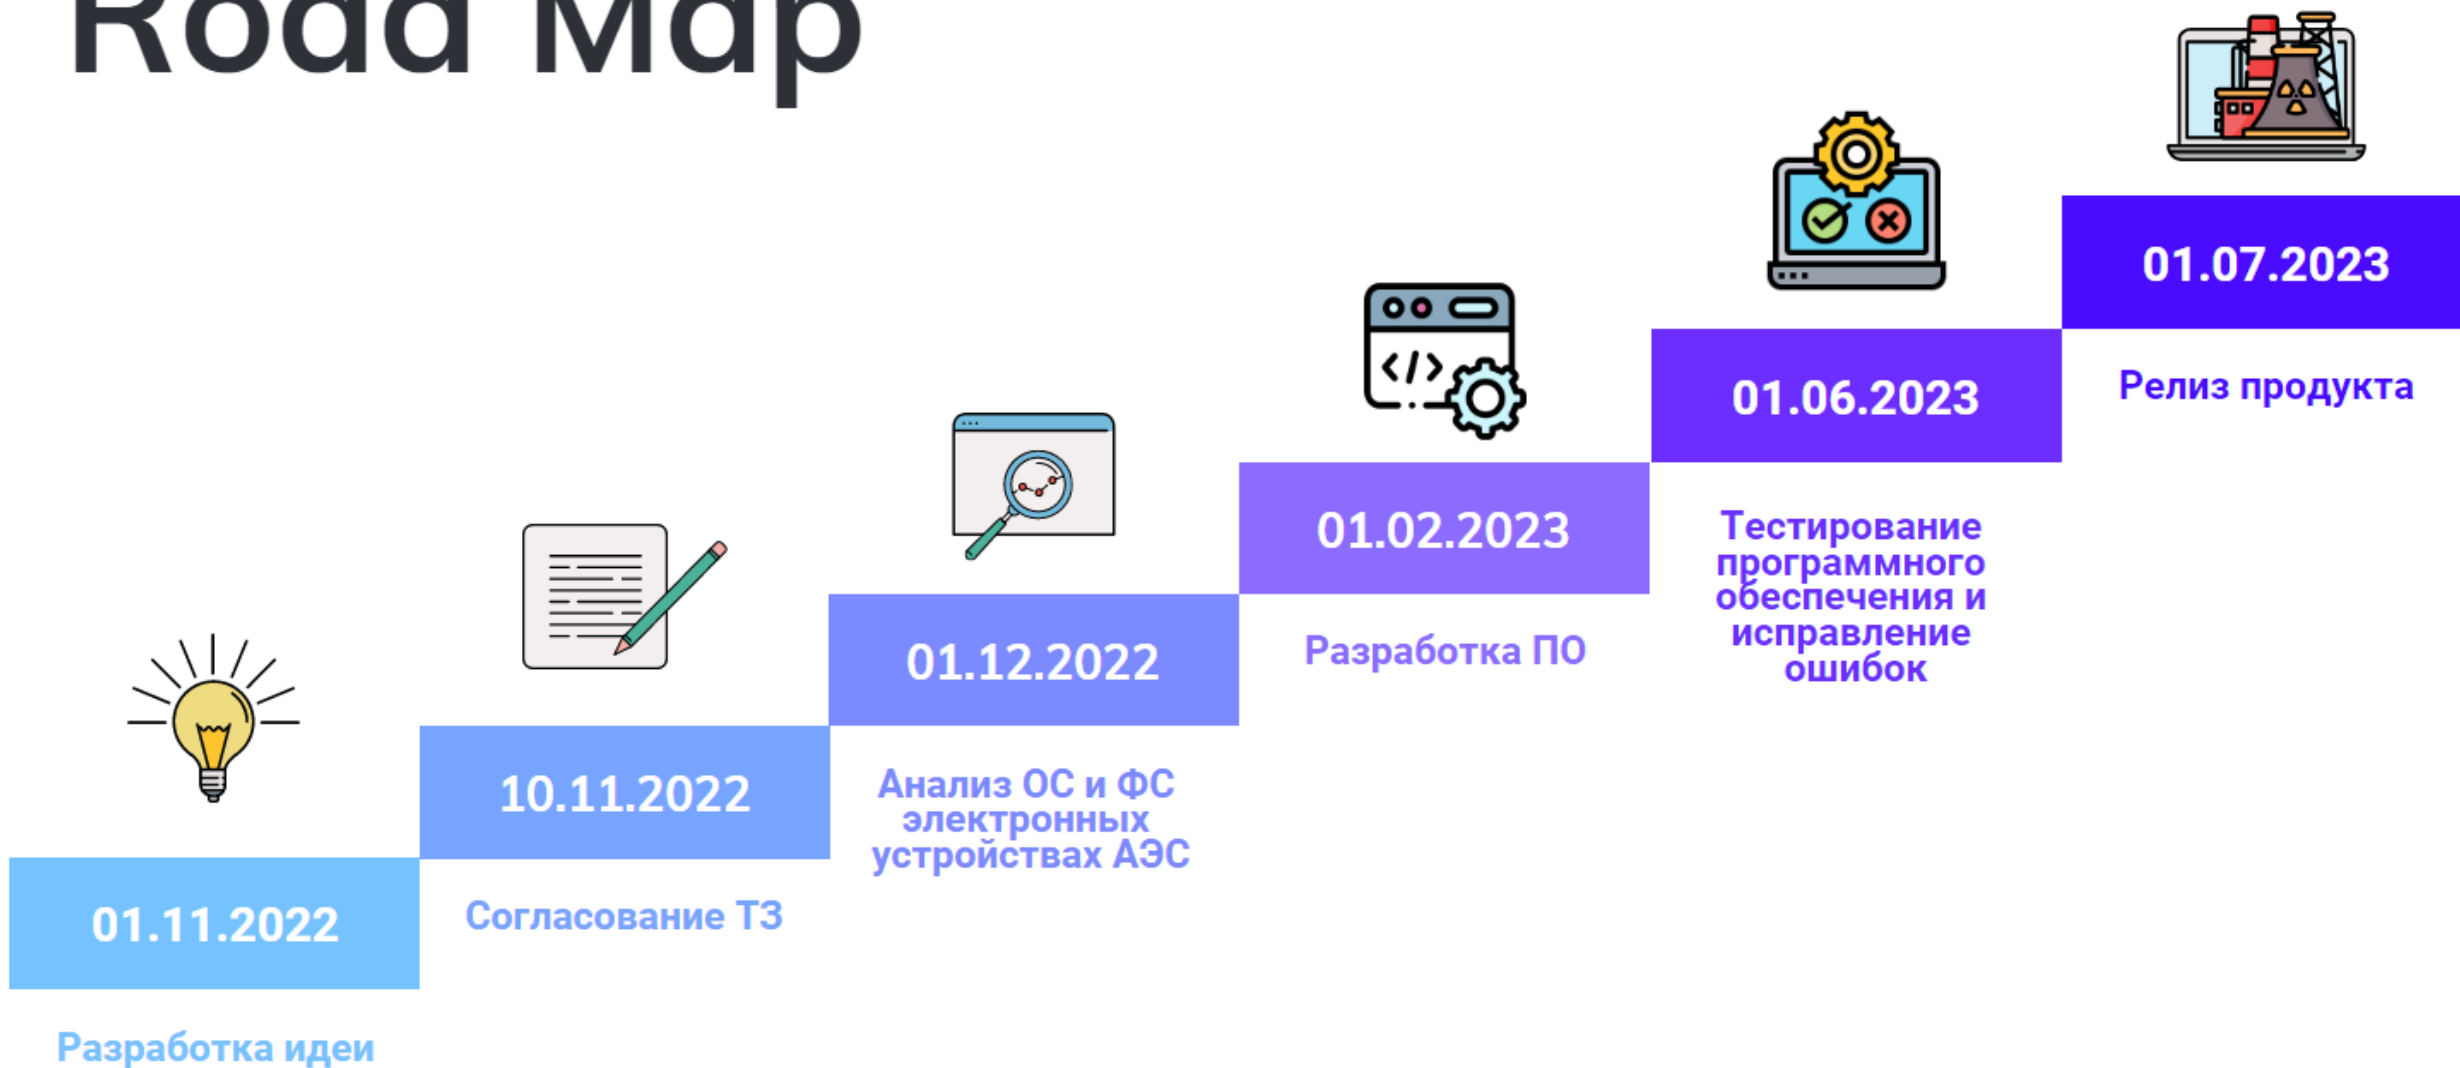 Road Map
01.11.2022
Разработка идеи
10.11.2022
Согласование ТЗ
01.12.2022
Анализ ОС и ФС
электронных
устройствах АЭС
01.02.2023
Разработка ПО
01.06.2023
Тестирование
программного
обеспечения и
исправление
ошибок
01.07.2023
Релиз продукта